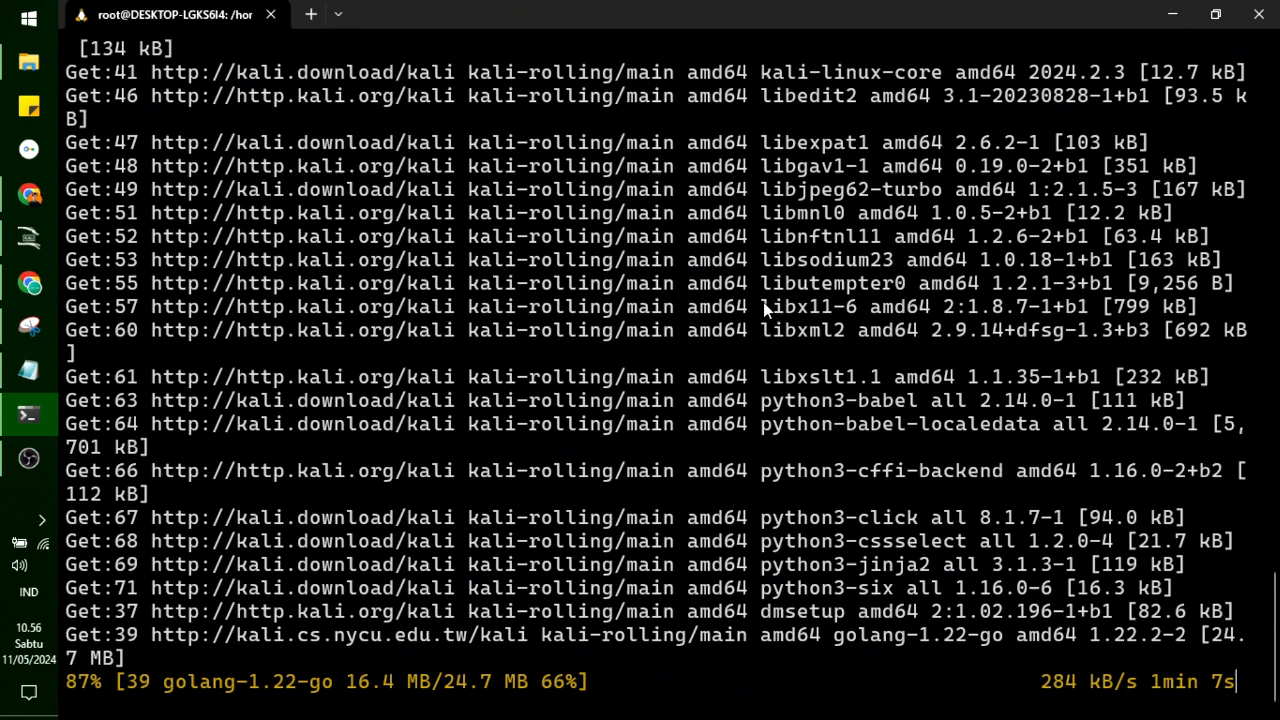 root@DESKTOP-LGKS6I4: /hor
[134 kB]
Get:41 http://kali.download/kali kali-rolling/main amd64 kali-linux-core amd64 2024.2.3 [12.7 kB]
Get:46 http://http.kali.org/kali kali-rolling/main amd64 libedit2 amd64 3.1-20230828-1+b1 [93.5 k
B]
Get:47 http://http.kali.org/kali kali-rolling/main amd64 libexpat1 amd64 2.6.2-1 [103 kB]
Get:48 http://http.kali.org/kali kali-rolling/main amd64 libgav1-1 amd64 0.19.0-2+b1 [351 kB]
Get:49 http://kali.download/kali kali-rolling/main amd64 libjpeg62-turbo amd64 1:2.1.5-3 [167 kB]
Get:51 http://http.kali.org/kali kali-rolling/main amd64 libmnl0 amd64 1.0.5-2+b1 [12.2 kB]
Get:52 http://http.kali.org/kali kali-rolling/main amd64 libnftnl11 amd64 1.2.6-2+b1 [63.4 kB]
Get:53 http://http.kali.org/kali kali-rolling/main amd64 libsodium23 amd64 1.0.18-1+b1 [163 kB]
Get:55 http://http.kali.org/kali kali-rolling/main amd64 libutempter0 amd64 1.2.1-3+b1 [9,256 B]
Get:57 http://http.kali.org/kali kali-rolling/main amd64 libx11-6 amd64 2:1.8.7-1+b1 [799 kB]
Get:60 http://http.kali.org/kali kali-rolling/main amd64 libxml2 amd64 2.9.14+dfsg-1.3+b3 [692 kB
]
Get:61 http://http.kali.org/kali kali-rolling/main amd64 libxslt1.1 amd64 1.1.35-1+b1 [232 kB]
Get:63 http://http.kali.org/kali kali-rolling/main amd64 python3-babel all 2.14.0-1 [111 kB]
Get:64 http://http.kali.org/kali kali-rolling/main amd64 python-babel-localedata all 2.14.0-1 [5,
701 kB]
Get:66 http://http.kali.org/kali kali-rolling/main amd64 python3-cffi-backend amd64 1.16.0-2+b2 [
112 kB]
Get:67 http://kali.download/kali kali-rolling/main amd64 python3-click all 8.1.7-1 [94.0 kB]
Get:68 http://kali.download/kali kali-rolling/main amd64 python3-cssselect all 1.2.0-4 [21.7 kB]
Get:69 http://kali.download/kali kali-rolling/main amd64 python3-jinja2 all 3.1.3-1 [119 kB]
Get:71 http://kali.download/kali kali-rolling/main amd64 python3-six all 1.16.0-6 [16.3 kB]
Get:37 http://http.kali.org/kali kali-rolling/main amd64 dmsetup amd64 2:1.02.196-1+b1 [82.6 kB]
Get:39 http://kali.cs.nycu.edu.tw/kali kali-rolling/main amd64 golang-1.22-go amd64 1.22.2-2 [24.
7 MB]
87% [39 golang-1.22-go 16.4 MB/24.7 MB 66%] 284 kB/s 1min 7s
IND
10.56
Sabtu
11/05/2024